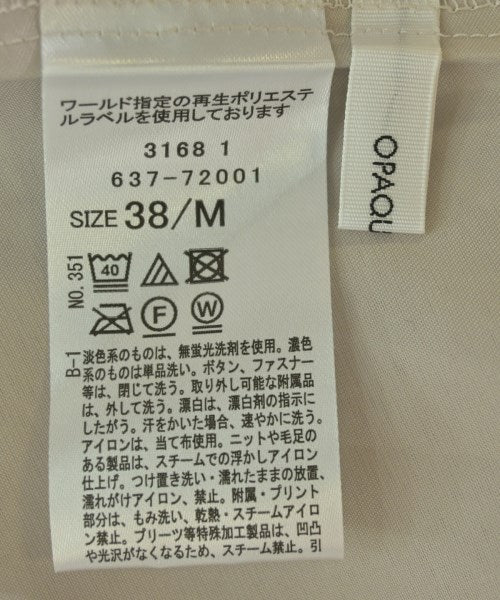 ワールド指定の再生ポリエステ
ルラベルを使用しております
3168 1
637-72001
SIZE 38/M
NO. 351
40
F
W
B-1
淡色系のものは、無蛍光洗剤を使用。濃色
系のものは単品洗い。ボタン、ファスナー
等は、閉じて洗う。取り外し可能な附属品
は、外して洗う。漂白は、漂白剤の指示に
したがう。汗をかいた場合、速やかに洗う。
アイロンは、当て布使用。ニットや毛足の
ある製品は、スチームでの浮かしアイロン
仕上げ。つけ置き洗い・濡れたままの放置、
濡れがけアイロン、禁止。附属・プリント
部分は、もみ洗い、乾熱・スチームアイロ
ン禁止。プリーツ等特殊加工製品は、凹凸
や光沢がなくなるため、スチーム禁止。引
OPAQU